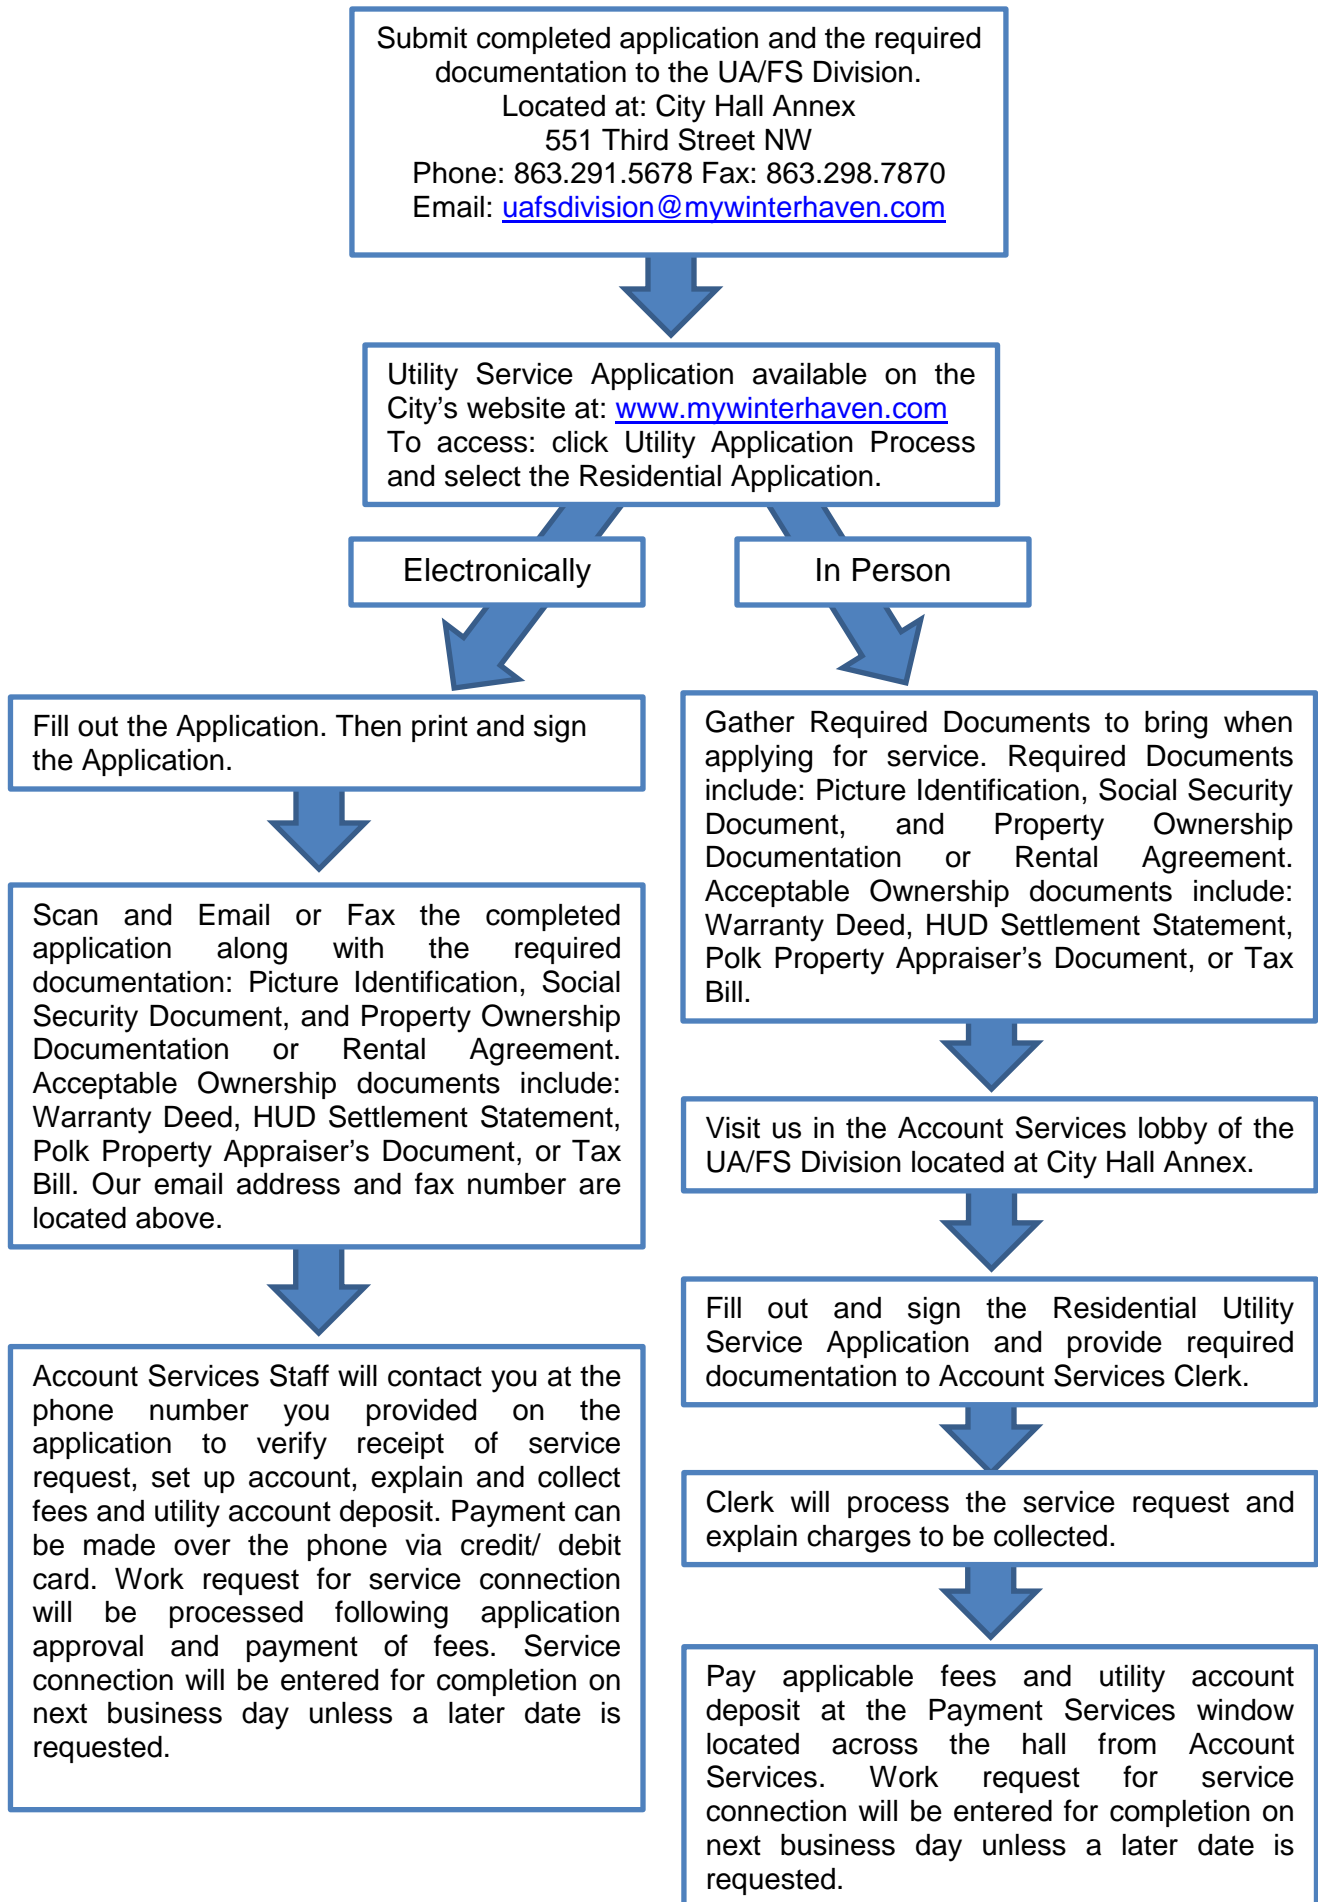 Submit completed application and the required
documentation to the UA/FS Division.
Located at: City Hall Annex
551 Third Street NW
Phone: 863.291.5678 Fax: 863.298.7870
Email: uafsdivision@mywinterhaven.com
Utility Service Application available on the
City’s website at: www.mywinterhaven.com
To access: click Utility Application Process
and select the Residential Application.
Electronically
In Person
Fill out the Application. Then print and sign
the Application.
Scan and Email or Fax the completed
application along with the required
documentation: Picture Identification, Social
Security Document, and Property Ownership
Documentation or Rental Agreement.
Acceptable Ownership documents include:
Warranty Deed, HUD Settlement Statement,
Polk Property Appraiser’s Document, or Tax
Bill. Our email address and fax number are
located above.
Account Services Staff will contact you at the
phone number you provided on the
application to verify receipt of service
request, set up account, explain and collect
fees and utility account deposit. Payment can
be made over the phone via credit/ debit
card. Work request for service connection
will be processed following application
approval and payment of fees. Service
connection will be entered for completion on
next business day unless a later date is
requested.
Gather Required Documents to bring when
applying for service. Required Documents
include: Picture Identification, Social Security
Document, and Property Ownership
Documentation or Rental Agreement.
Acceptable Ownership documents include:
Warranty Deed, HUD Settlement Statement,
Polk Property Appraiser’s Document, or Tax
Bill.
Visit us in the Account Services lobby of the
UA/FS Division located at City Hall Annex.
Fill out and sign the Residential Utility
Service Application and provide required
documentation to Account Services Clerk.
Clerk will process the service request and
explain charges to be collected.
Pay applicable fees and utility account
deposit at the Payment Services window
located across the hall from Account
Services. Work request for service
connection will be entered for completion on
next business day unless a later date is
requested.